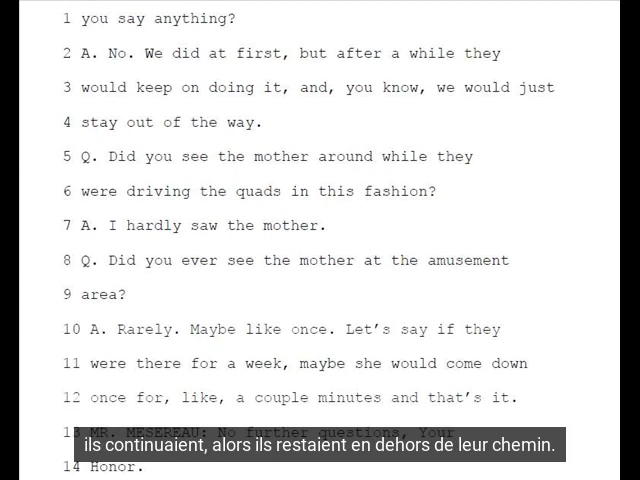 1 you say anything?
2 A. No. We did at first, but after a while they
3 would keep on doing it, and, you know, we would just
4 stay out of the way.
5 Q. Did you see the mother around while they
6 were driving the quads in this fashion?
7 A. I hardly saw the mother.
8 Q. Did you ever see the mother at the amusement
9 area?
10 A. Rarely. Maybe like once. Let’s say if they
11 were there for a week, maybe she would come down
12 once for, like, a couple minutes and that’s it.
13 MR. MESEREAU: No further questions, Your
ils continuaient, alors ils restaient en dehors de leur chemin.
14 Honor.